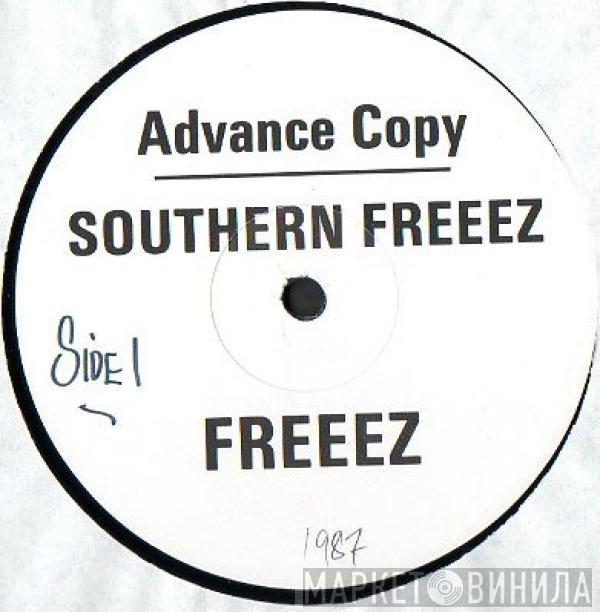 Advance Copy
SOUTHERN FREEEZ
SIDE 1
FREEEZ
1987
МАРКЕТ ВИНИЛА